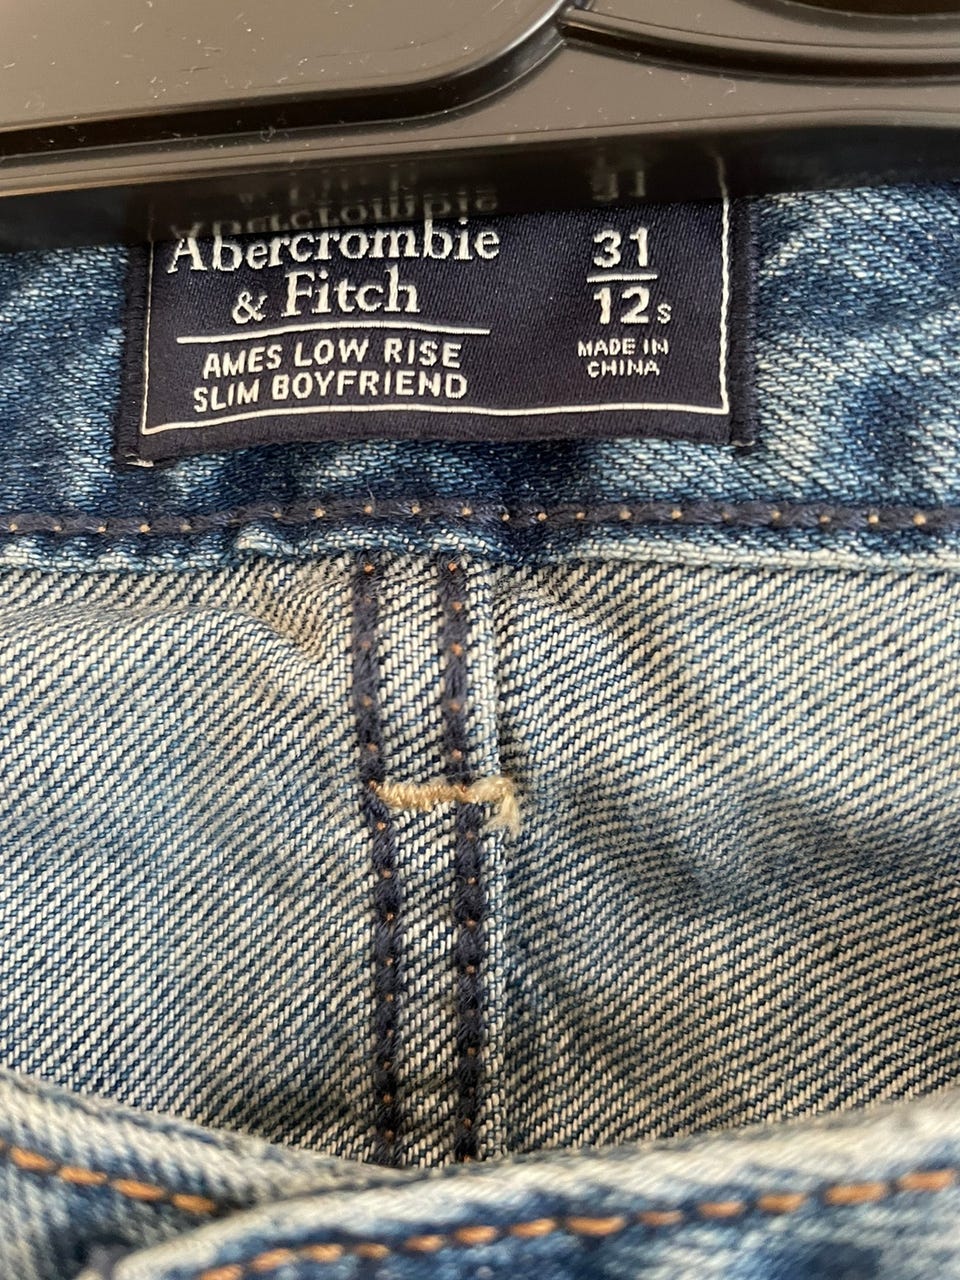 Abercrombie
& Fitch
AMES LOW RISE
SLIM BOYFRIEND
31
12s
MADE IN
CHINA